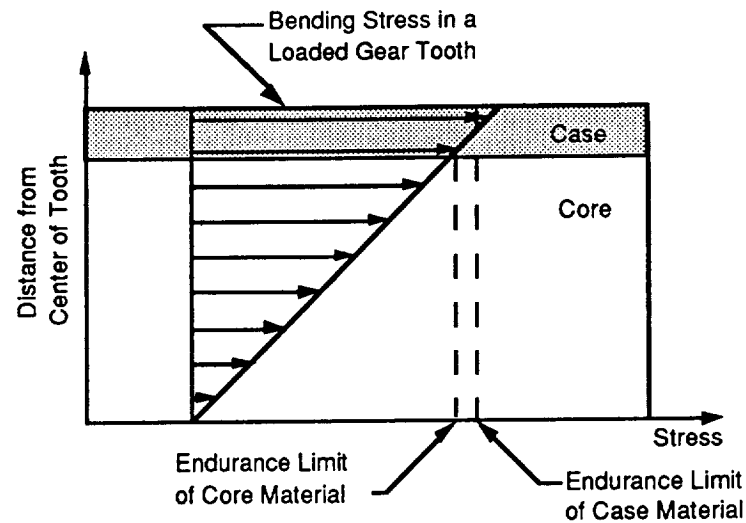 Bending Stress in a
Loaded Gear Tooth
Case
Core
Distance from
Center of Tooth
Stress
Endurance Limit
of Core Material
Endurance Limit
of Case Material